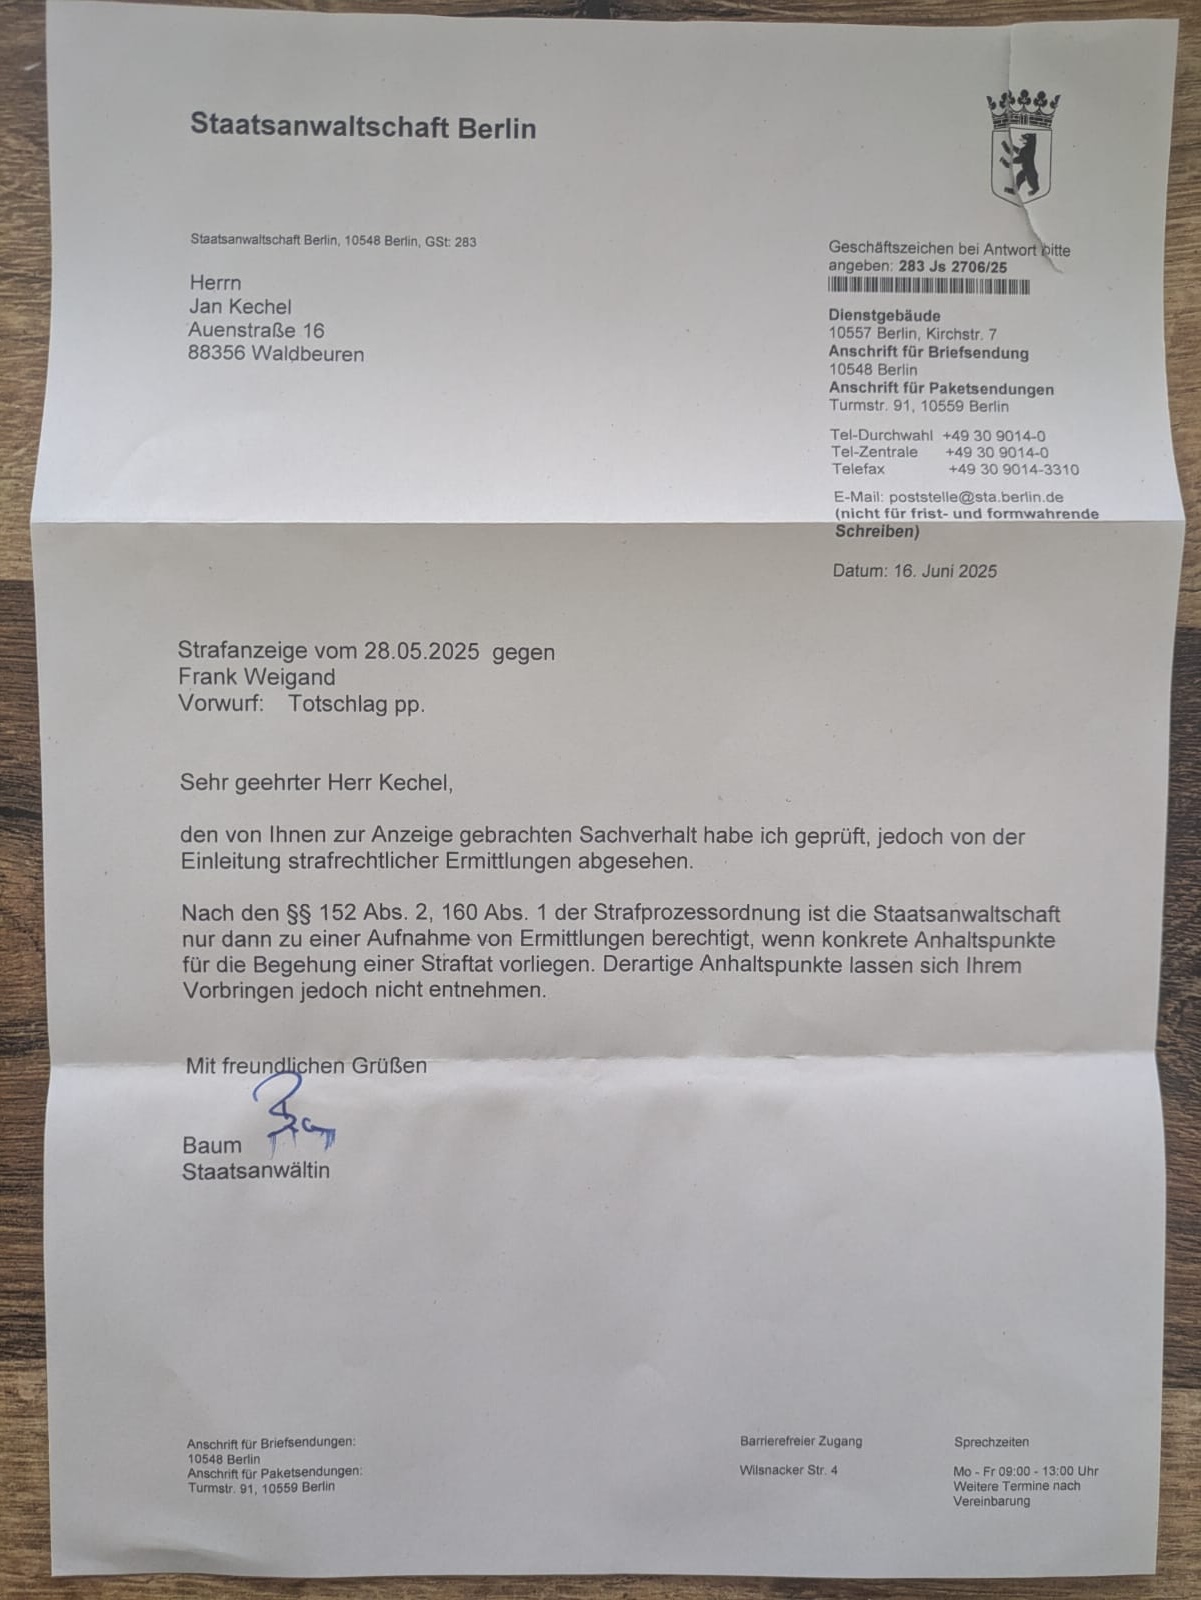 Staatsanwaltschaft Berlin
Staatsanwaltschaft Berlin, 10548 Berlin, GSt: 283
Herrn
Jan Kechel
Auenstraße 16
88356 Waldbeuren
Geschäftszeichen bei Antwort bitte
angeben: 283 Js 2706/25
Dienstgebäude
10557 Berlin, Kirchstr. 7
Anschrift für Briefsendung
10548 Berlin
Anschrift für Paketsendungen
Turmstr. 91, 10559 Berlin
Tel-Durchwahl +49 30 9014-0
Tel-Zentrale +49 30 9014-0
Telefax +49 30 9014-3310
E-Mail: poststelle@sta.berlin.de
(nicht für frist- und formwahrende
Schreiben)
Datum: 16. Juni 2025
Strafanzeige vom 28.05.2025 gegen
Frank Weigand
Vorwurf: Totschlag pp.
Sehr geehrter Herr Kechel,
den von Ihnen zur Anzeige gebrachten Sachverhalt habe ich geprüft, jedoch von der
Einleitung strafrechtlicher Ermittlungen abgesehen.
Nach den §§ 152 Abs. 2, 160 Abs. 1 der Strafprozessordnung ist die Staatsanwaltschaft
nur dann zu einer Aufnahme von Ermittlungen berechtigt, wenn konkrete Anhaltspunkte
für die Begehung einer Straftat vorliegen. Derartige Anhaltspunkte lassen sich Ihrem
Vorbringen jedoch nicht entnehmen.
Mit freundlichen Grüßen
Baum
Staatsanwältin
Anschrift für Briefsendungen:
10548 Berlin
Anschrift für Paketsendungen:
Turmstr. 91, 10559 Berlin
Barrierefreier Zugang
Wilsnacker Str. 4
Sprechzeiten
Mo - Fr 09:00 - 13:00 Uhr
Weitere Termine nach
Vereinbarung